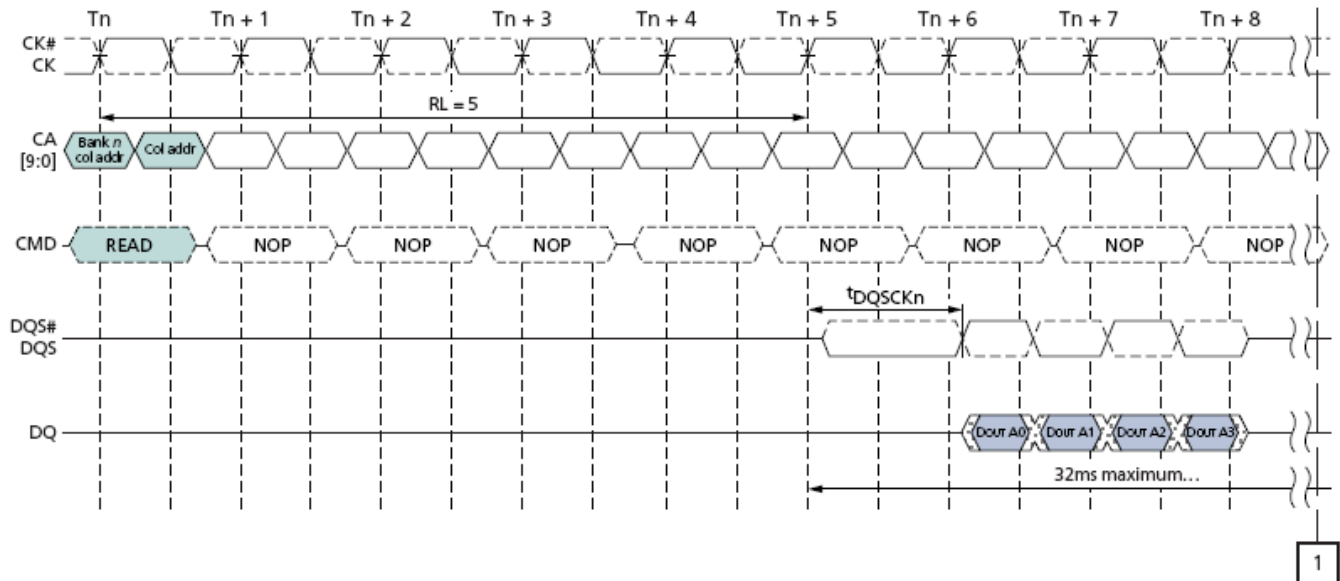 Tn Tn + 1 Tn + 2 Tn + 3 Tn + 4 Tn + 5 Tn + 6 Tn + 7 Tn + 8
CK#
CK
RL = 5
CA
[9:0]
Bank n
col addr
Col addr
CMD READ NOP NOP NOP NOP NOP NOP NOP NOP
tDQSCKn
DQS#
DQS
DQ DOUT A0 DOUT A1 DOUT A2 DOUT A3
32ms maximum…
1